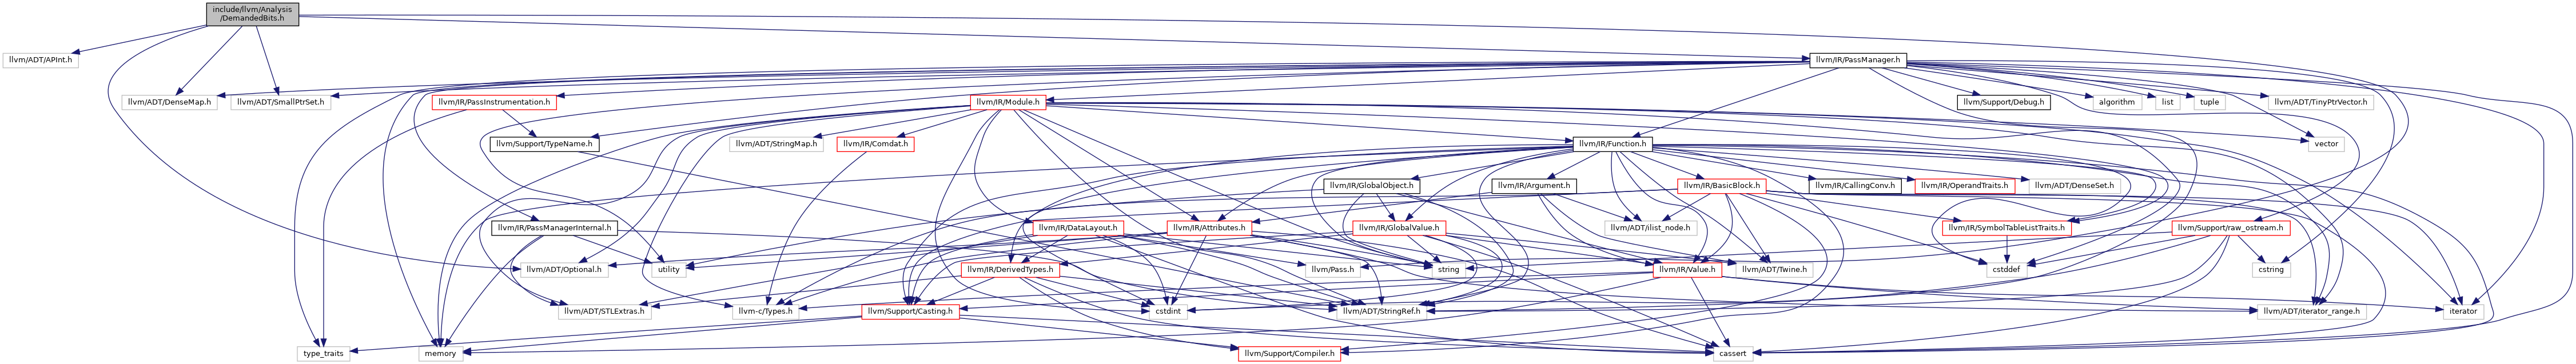 include/llvm/Analysis
/DemandedBits.h
llvm/ADT/APInt.h
llvm/IR/PassManager.h
llvm/ADT/DenseMap.h
llvm/ADT/SmallPtrSet.h
llvm/IR/PassInstrumentation.h
llvm/IR/Module.h
llvm/Support/Debug.h
algorithm
list
tuple
llvm/ADT/TinyPtrVector.h
llvm/Support/TypeName.h
llvm/ADT/StringMap.h
llvm/IR/Comdat.h
llvm/IR/Function.h
vector
llvm/IR/GlobalObject.h
llvm/IR/Argument.h
llvm/IR/BasicBlock.h
llvm/IR/CallingConv.h
llvm/IR/OperandTraits.h
llvm/ADT/DenseSet.h
llvm/IR/PassManagerInternal.h
llvm/IR/DataLayout.h
llvm/IR/Attributes.h
llvm/IR/GlobalValue.h
llvm/ADT/ilist_node.h
llvm/IR/SymbolTableListTraits.h
llvm/Support/raw_ostream.h
llvm/ADT/Optional.h
utility
llvm/IR/DerivedTypes.h
llvm/Pass.h
string
llvm/IR/Value.h
llvm/ADT/Twine.h
cstddef
cstring
llvm/ADT/STLExtras.h
llvm-c/Types.h
llvm/Support/Casting.h
cstdint
llvm/ADT/StringRef.h
llvm/ADT/iterator_range.h
iterator
type_traits
memory
llvm/Support/Compiler.h
cassert